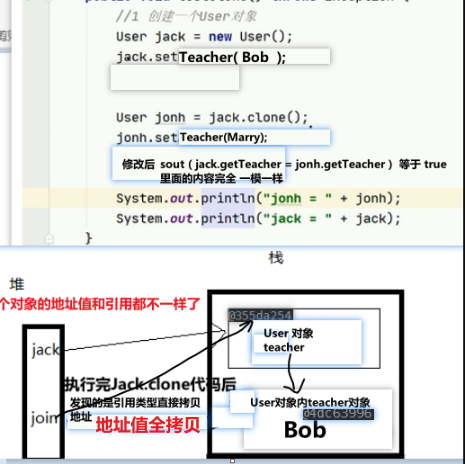 //1 创建一个User对象
User jack = new User();
jack.setTeacher( Bob );
User jonh = jack.clone();
jonh.setTeacher(Marry);
修改后 sout ( jack.getTeacher = jonh.getTeacher ) 等于 true
里面的内容完全 一模一样
System.out.println("jonh = " + jonh);
System.out.println("jack = " + jack);
}
栈
堆
个对象的地址值和引用都不一样了
@355da254
User 对象
teacher
jack
执行完Jack.clone代码后
发现的是引用类型直接拷贝
地址
join
地址值全拷贝
User对象内teacher对象
@4dc63996
Bob